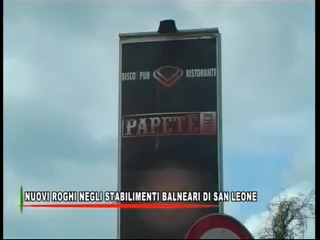 DISCO PUB RISTORANTE
PAPETE
NUOVI ROGHI NEGLI STABILIMENTI BALNEARI DI SAN LEONE